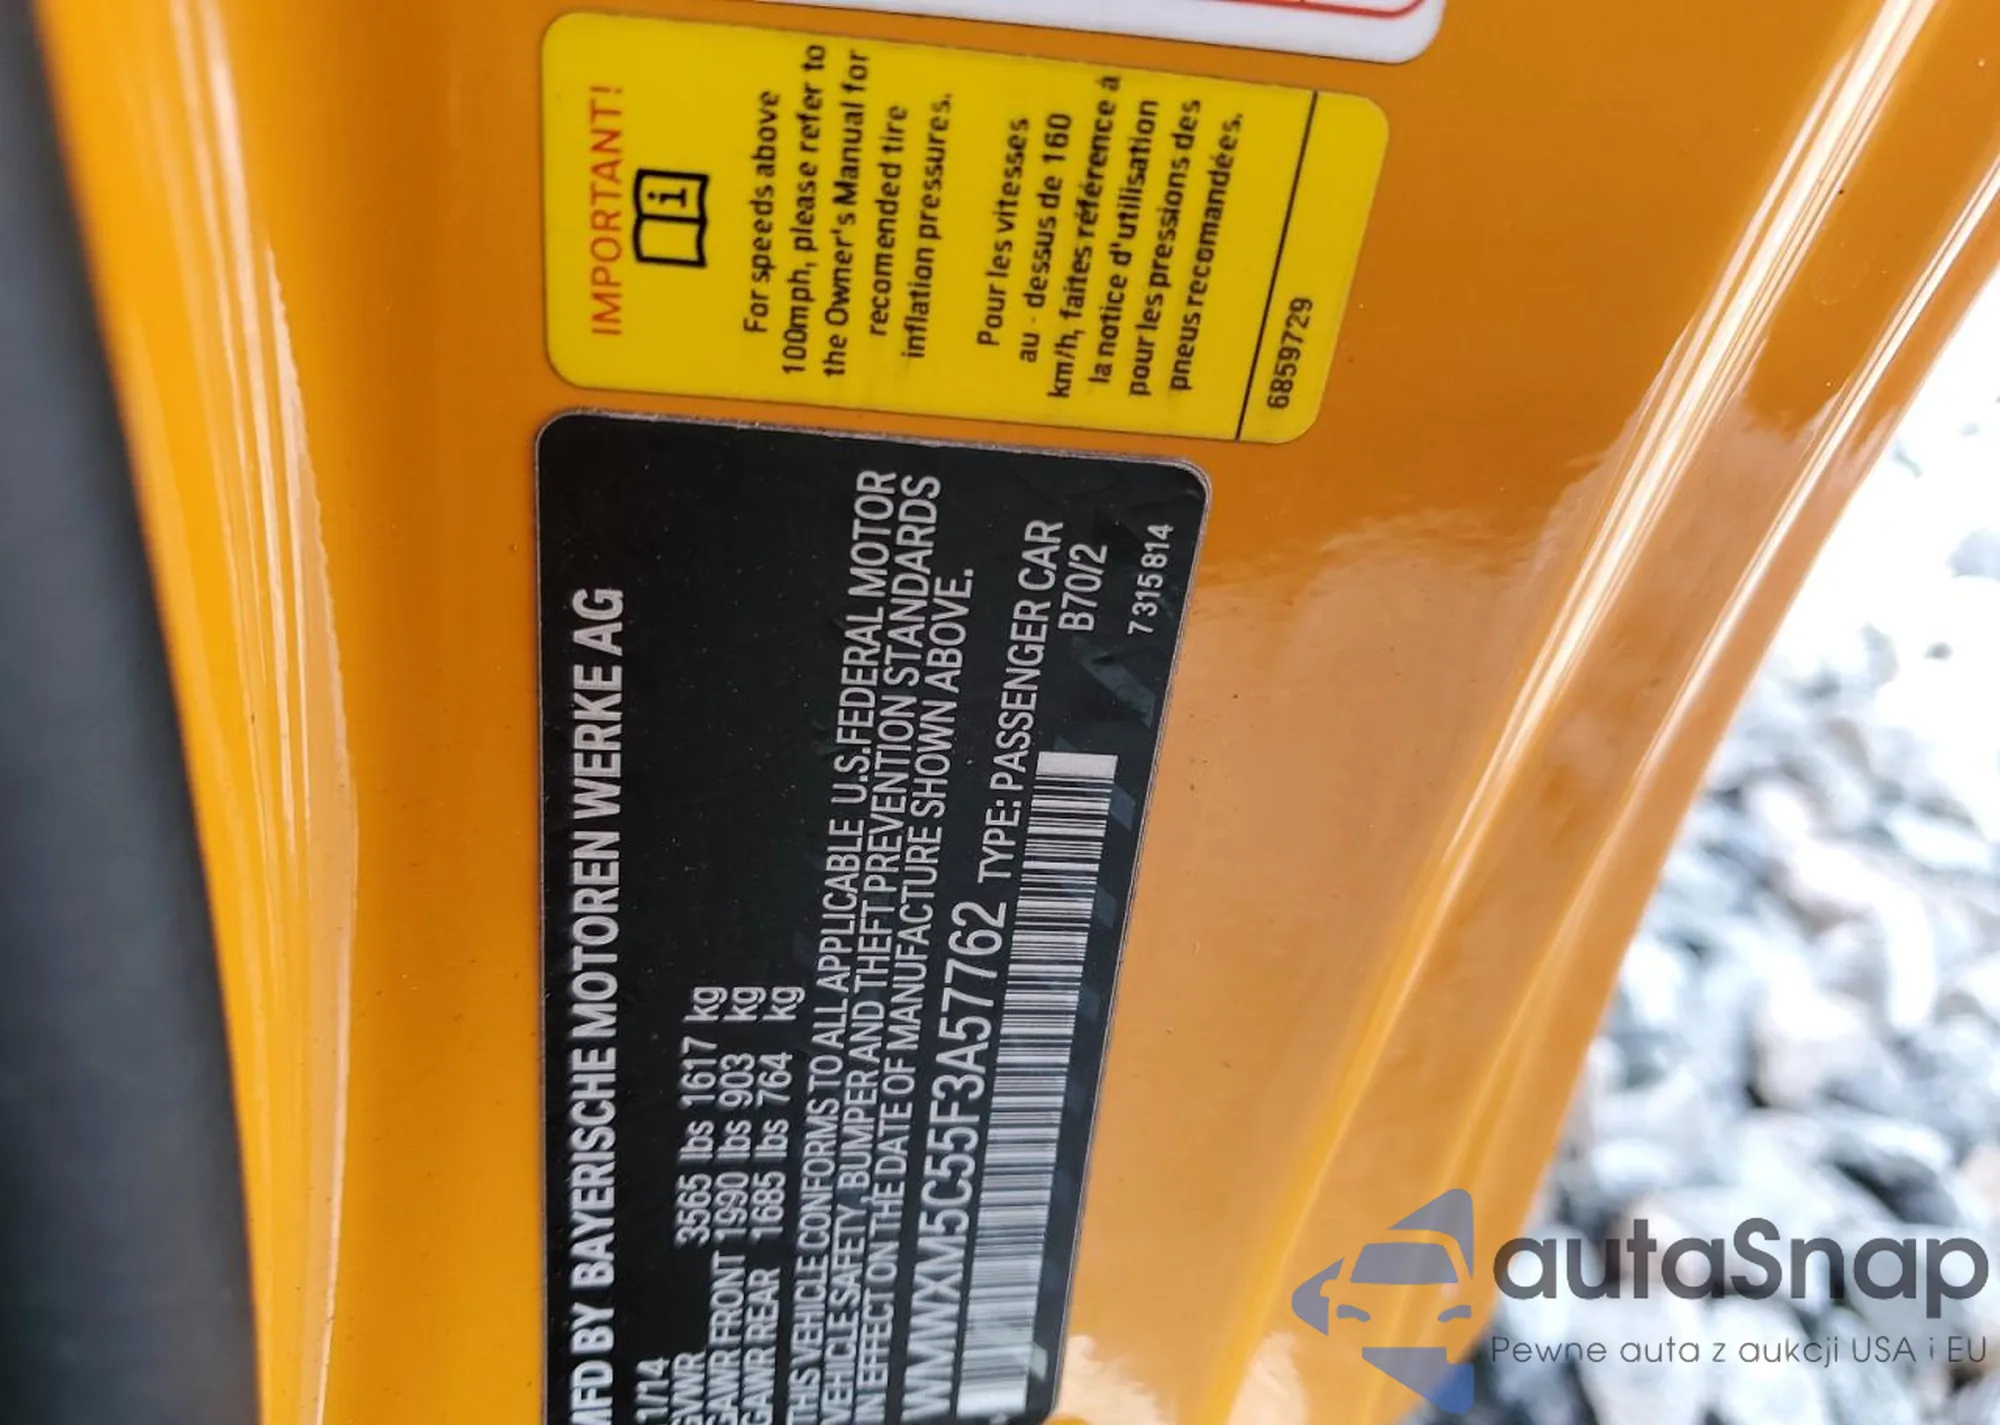 IMPORTANT!
i
For speeds above
100mph, please refer to
the Owner's Manual for
recomended tire
inflation pressures.
Pour les vitesses
au - dessus de 160
km/h, faites référence à
la notice d'utilisation
pour les pressions des
pneus recomandées.
6859729
MFD BY BAYERISCHE MOTOREN WERKE AG
1/14
GVWR 3565 lbs 1617 kg
GAWR FRONT 1990 lbs 903 kg
GAWR REAR 1685 lbs 764 kg
THIS VEHICLE CONFORMS TO ALL APPLICABLE U.S.FEDERAL MOTOR
VEHICLE SAFETY, BUMPER AND THEFT PREVENTION STANDARDS
IN EFFECT ON THE DATE OF MANUFACTURE SHOWN ABOVE.
WMWXM5C55F3A57762 TYPE: PASSENGER CAR
B70/2
7 315 814
autaSnap
Pewne auta z aukcji USA i EU